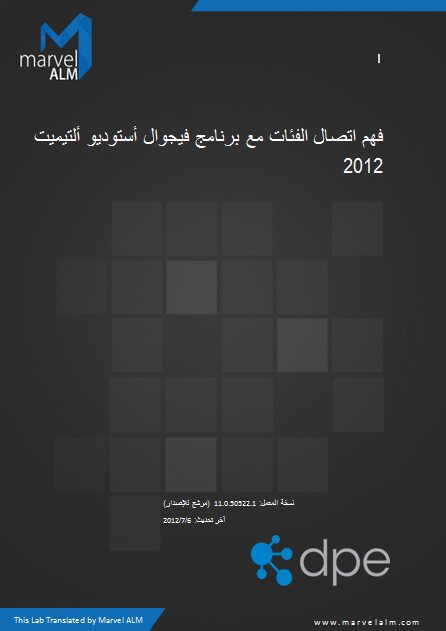 marvel
ALM
فهم اتصال الفئات مع برنامج فيجوال أستوديو ألتيميت
2012
نسخة المعمل: 11.0.50322.1 (مرشح للإصدار)
آخر تحديث: 2012/7/6
dpe
This Lab Translated by Marvel ALM
www.marvelalm.com